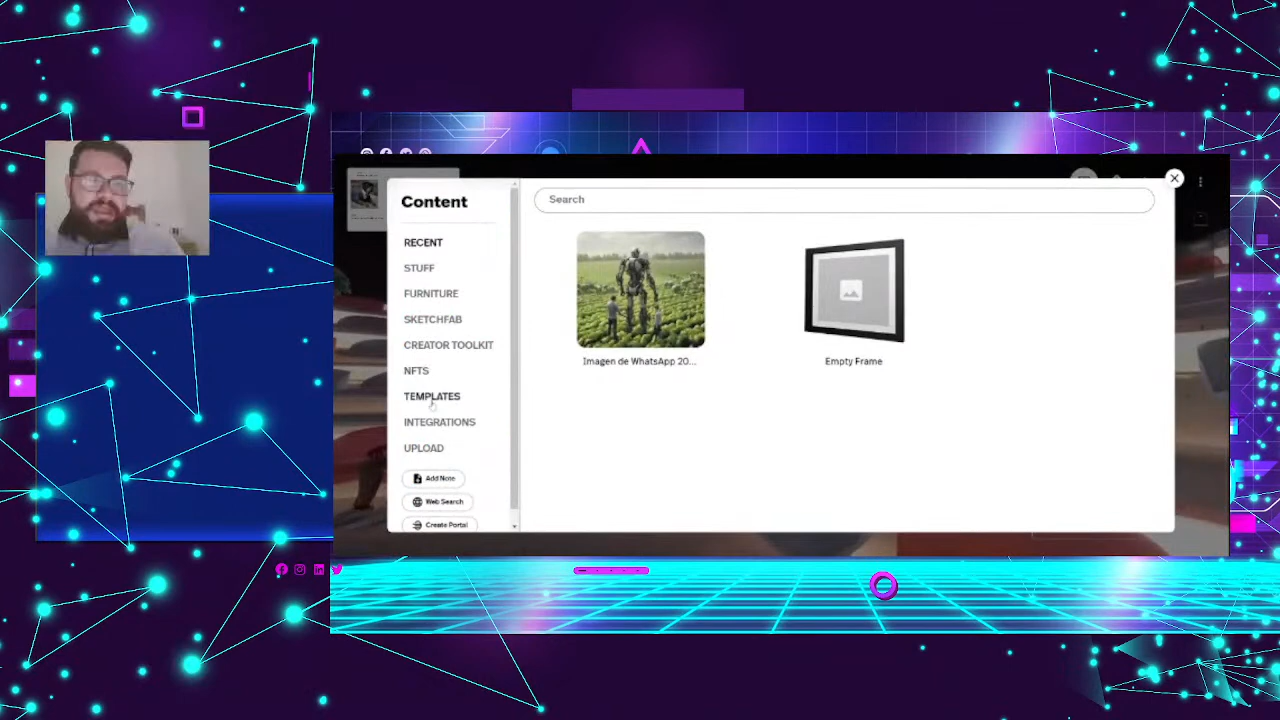 Content
RECENT
STUFF
FURNITURE
SKETCHFAB
CREATOR TOOLKIT
NFTS
TEMPLATES
INTEGRATIONS
UPLOAD
Add Note
Web Search
Create Portal
Search
Imagen de WhatsApp 20...
Empty Frame